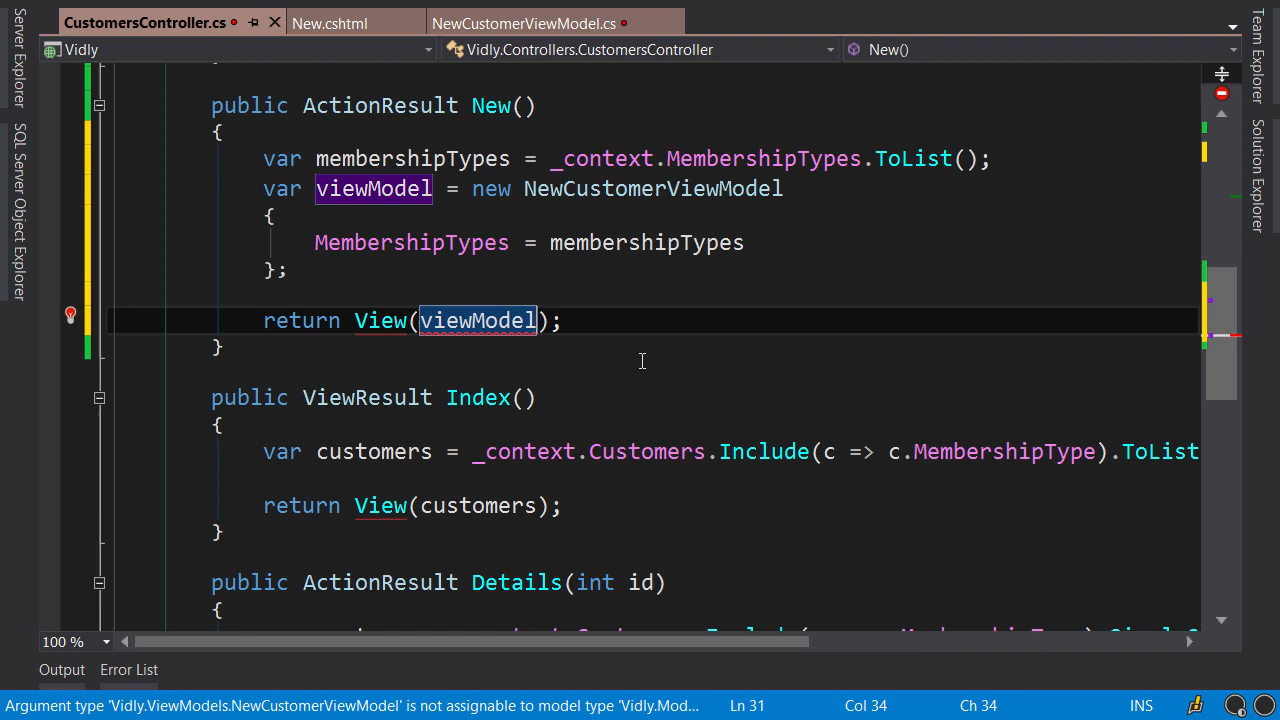 CustomersController.cs
New.cshtml
NewCustomerViewModel.cs
Vidly
Vidly.Controllers.CustomersController
New()
Server Explorer
SQL Server Object Explorer
Team Explorer
Solution Explorer
public ActionResult New()
{
var membershipTypes = _context.MembershipTypes.ToList();
var viewModel = new NewCustomerViewModel
{
MembershipTypes = membershipTypes
};
return View(viewModel);
}
public ViewResult Index()
{
var customers = _context.Customers.Include(c => c.MembershipType).ToList
return View(customers);
}
public ActionResult Details(int id)
{
100 %
Output
Error List
Argument type 'Vidly.ViewModels.NewCustomerViewModel' is not assignable to model type 'Vidly.Mod...
Ln 31
Col 34
Ch 34
INS